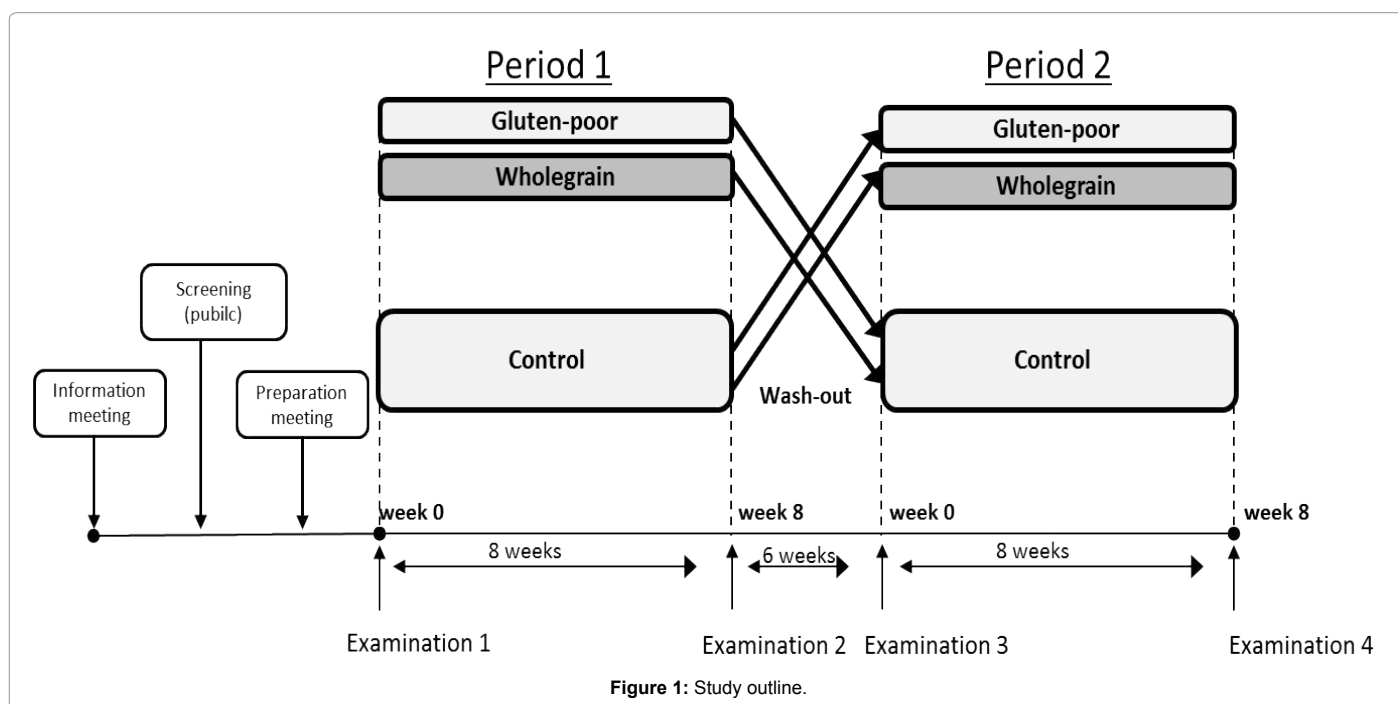 Period 1
Period 2
Gluten-poor
Gluten-poor
Wholegrain
Wholegrain
Screening
(pubilc)
Control
Control
Information
meeting
Preparation
meeting
Wash-out
week 0
week 8
week 0
week 8
8 weeks
6 weeks
8 weeks
Examination 1
Examination 2
Examination 3
Examination 4
Figure 1: Study outline.